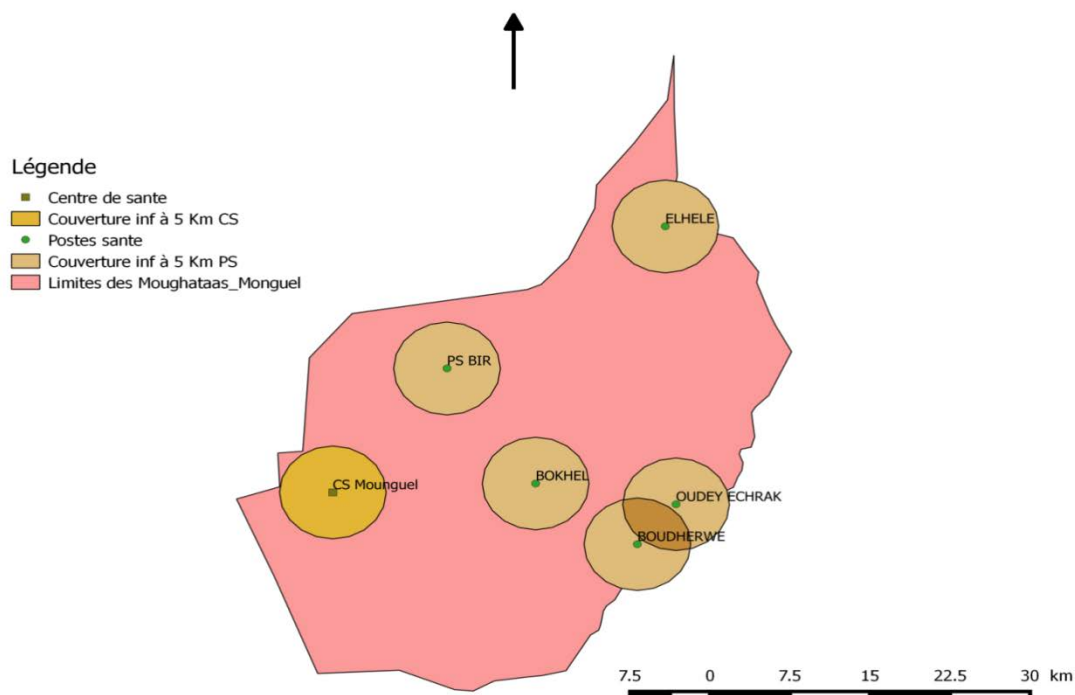 Légende
Centre de sante
Couverture inf à 5 Km CS
Postes sante
Couverture inf à 5 Km PS
Limites des Moughataas_Monguel
ELHELE
PS BIR
BOKHEL
CS Mounguel
OUDEY ECHRAK
BOUDHERWE
7.5 0 7.5 15 22.5 30 km